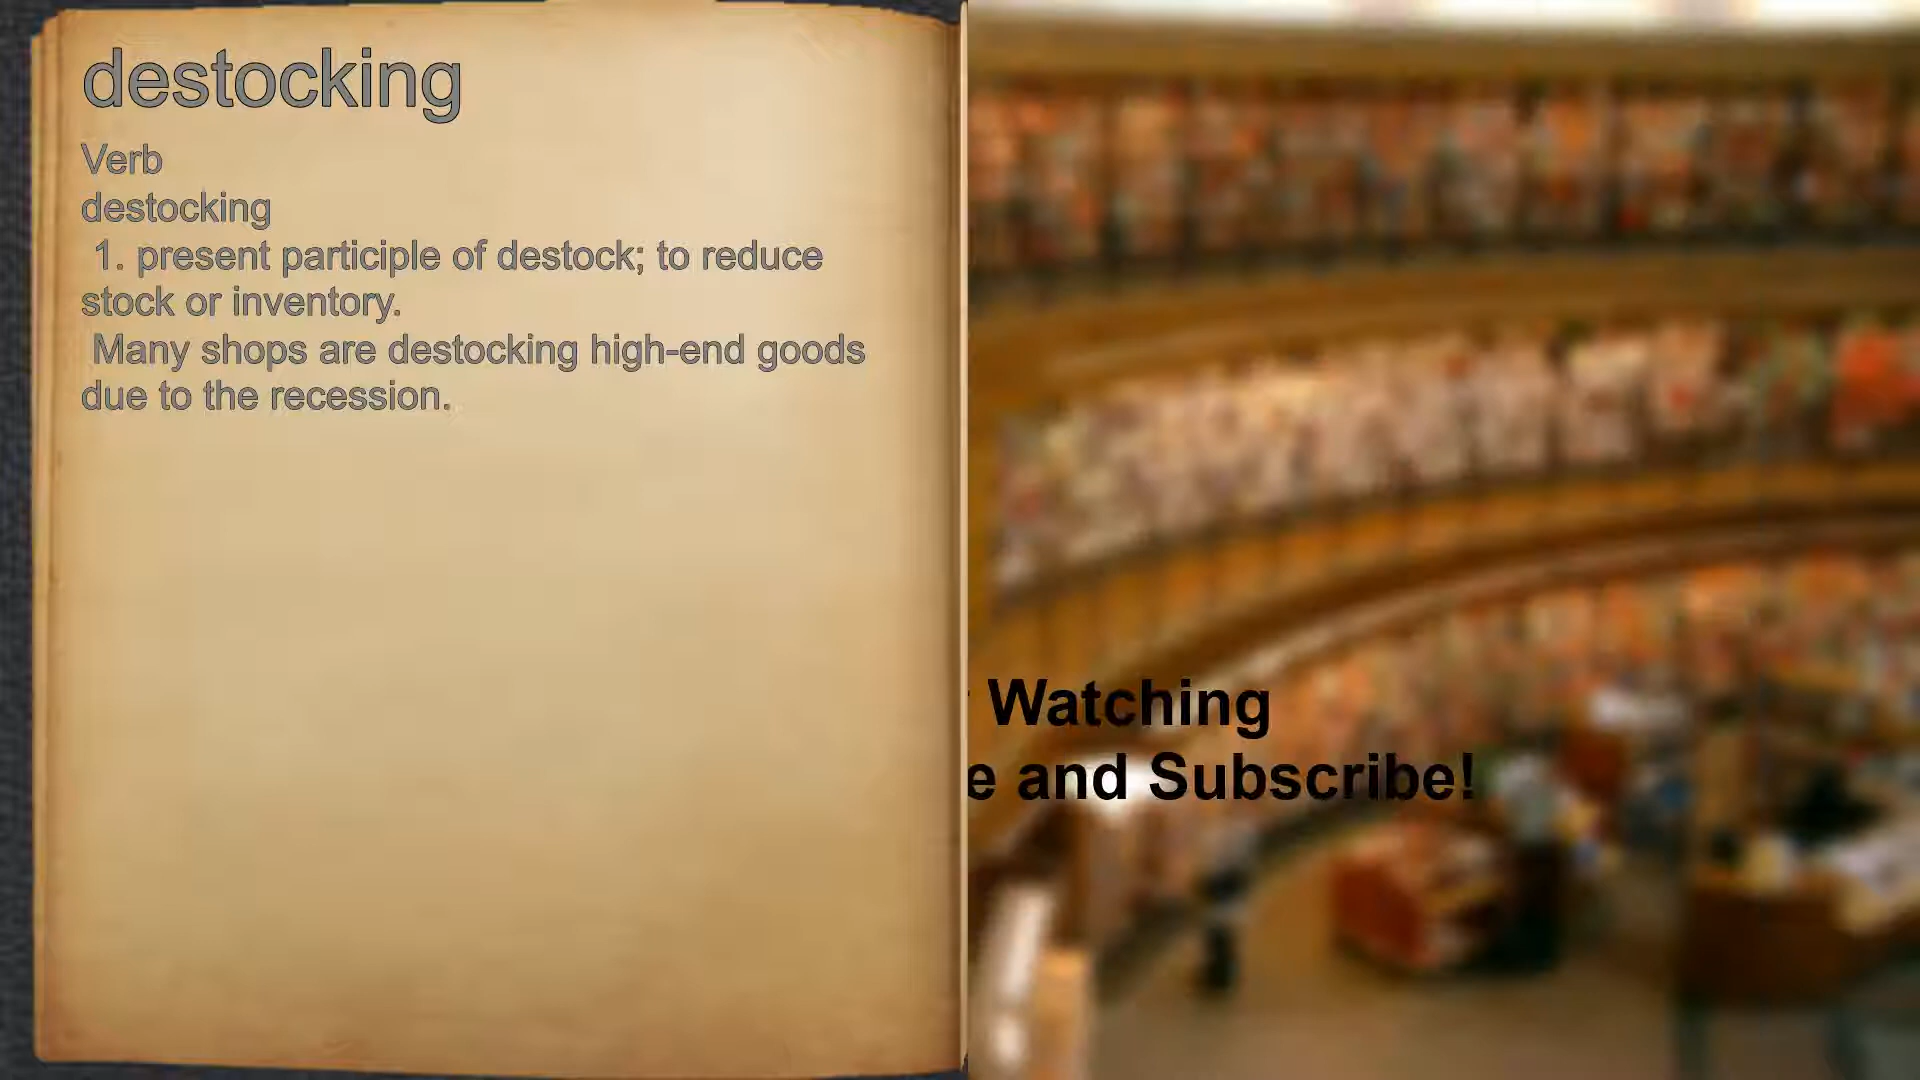 destocking
Verb
destocking
1. present participle of destock; to reduce
stock or inventory.
Many shops are destocking high-end goods
due to the recession.
Watching
and Subscribe!